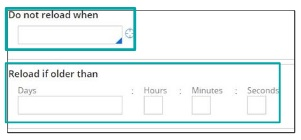 Do not reload when
Reload if older than
Days : Hours : Minutes : Seconds